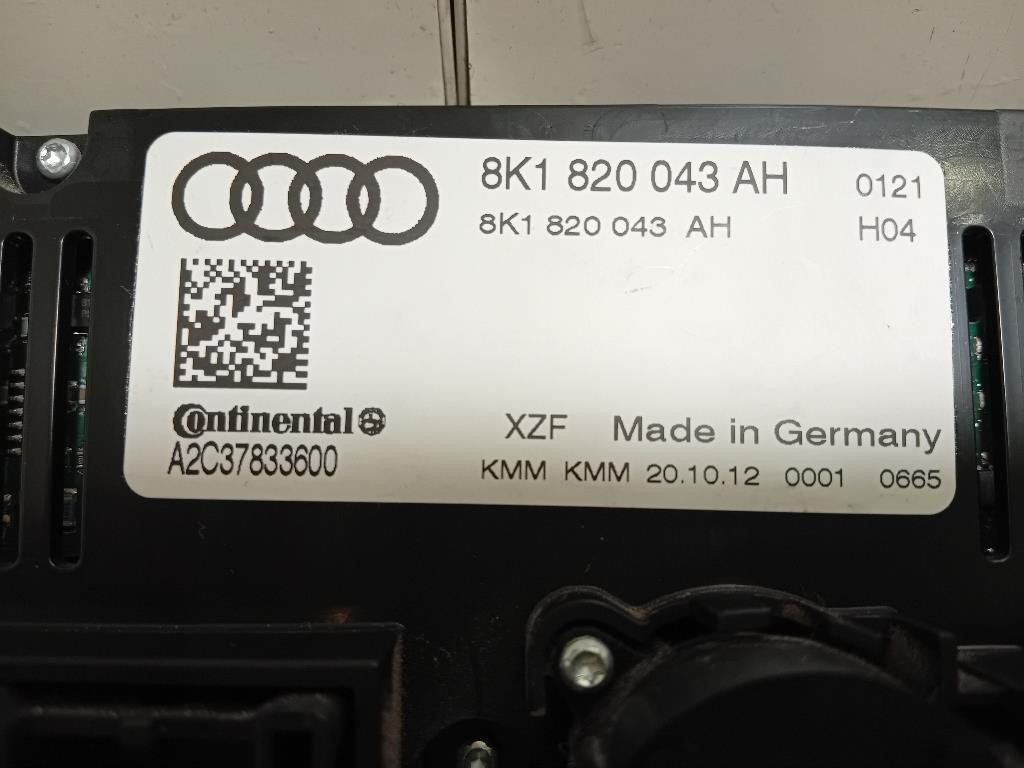 8K1 820 043 AH 0121
8K1 820 043 AH H04
Continental
A2C37833600
XZF Made in Germany
KMM KMM 20.10.12 0001 0665